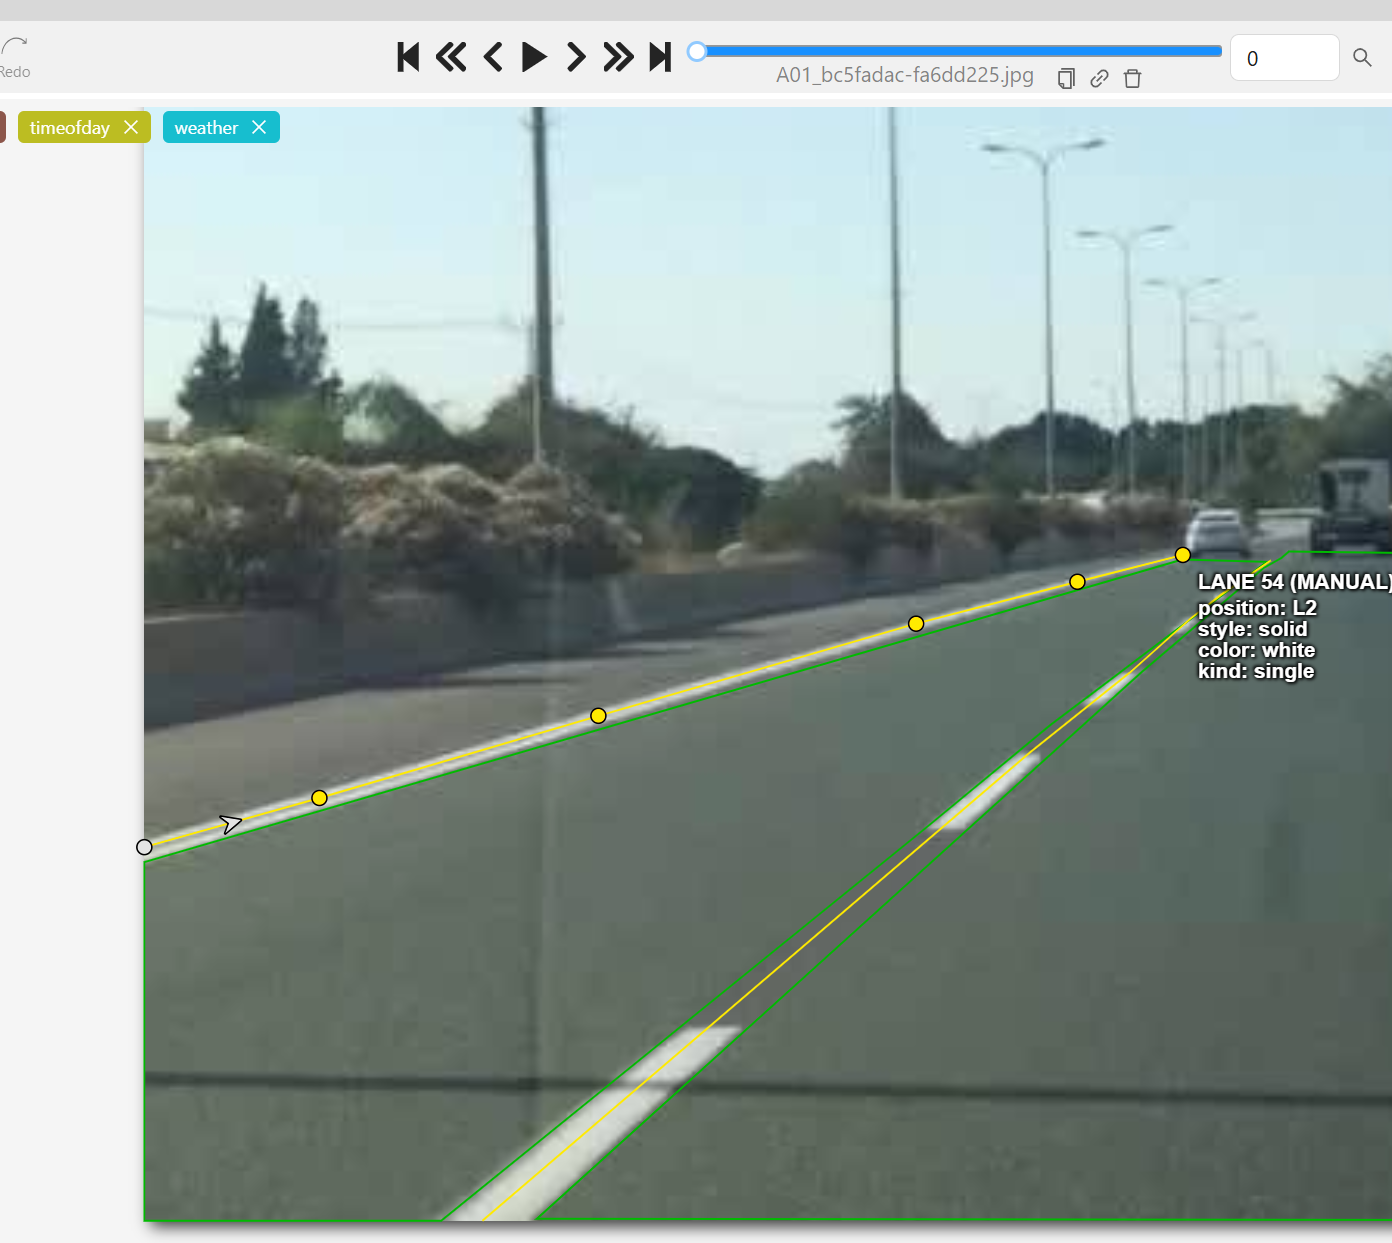 Redo
A01_bc5fadac-fa6dd225.jpg
0
timeofday
weather
LANE 54 (MANUAL)
position: L2
style: solid
color: white
kind: single